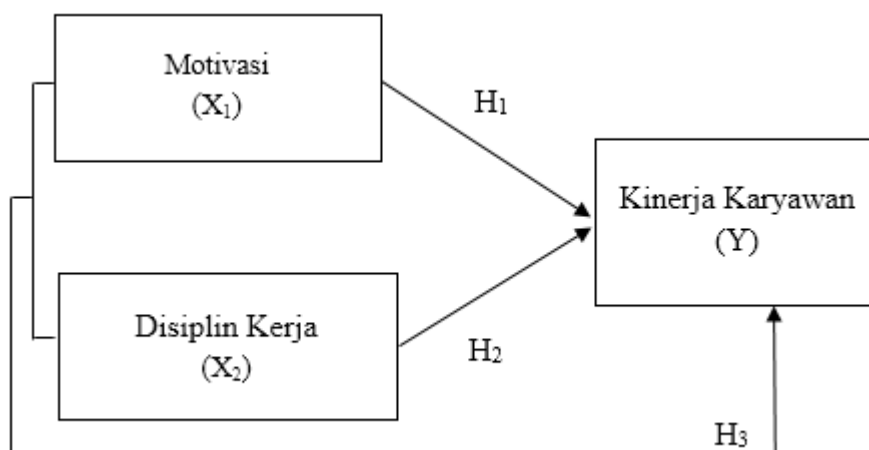 Motivasi
(X₁)
H₁
Kinerja Karyawan
(Y)
Disiplin Kerja
(X₂)
H₂
H₃